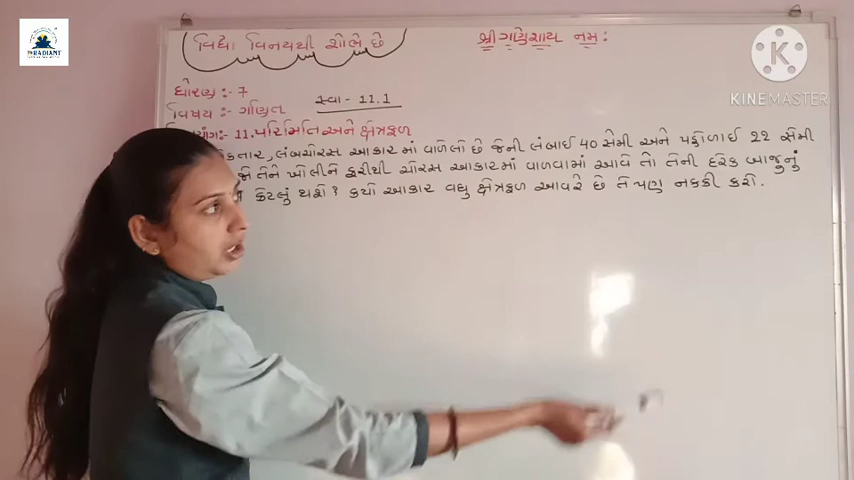 વિદ્યા વિનયથી શોભે છે
શ્રી ગણેશાય નમ:
ધોરણ :- 7
સ્વા - 11.1
વિષય :- ગણિત
11. પરિમિતિ અને ક્ષેત્રફળ
તાર, લંબચોરસ આકારમાં વાળેલો છે જેની લંબાઈ 40 સેમી અને પહોળાઈ 22 સેમી
જો તેને ખોલીને ફરીથી ચોરસ આકારમાં વાળવામાં આવે તો તેની દરેક બાજુનું
કેટલું થશે ? કયો આકાર વધુ ક્ષેત્રફળ આવરે છે તે પણ નકકી કરો.
RADIANT
K
KINEMASTER